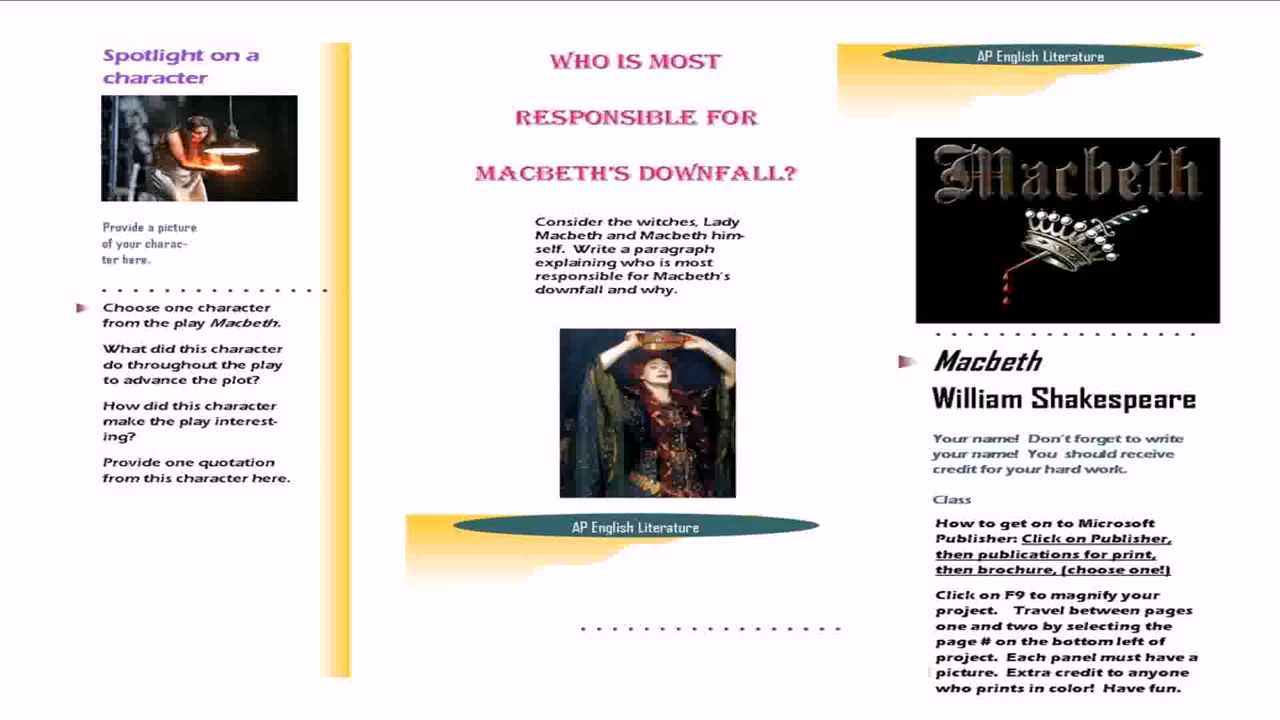 Spotlight on a
character
Provide a picture
of your charac-
ter here.
Choose one character
from the play Macbeth.
What did this character
do throughout the play
to advance the plot?
How did this character
make the play interest-
ing?
Provide one quotation
from this character here.
WHO IS MOST
RESPONSIBLE FOR
MACBETH'S DOWNFALL?
Consider the witches, Lady
Macbeth and Macbeth him-
self. Write a paragraph
explaining who is most
responsible for Macbeth's
downfall and why.
AP English Literature
AP English Literature
Macbeth
Macbeth
William Shakespeare
Your name! Don't forget to write
your name! You should receive
credit for your hard work.
Class
How to get on to Microsoft
Publisher: Click on Publisher,
then publications for print,
then brochure, (choose one!)
Click on F9 to magnify your
project. Travel between pages
one and two by selecting the
page # on the bottom left of
project. Each panel must have a
picture. Extra credit to anyone
who prints in color! Have fun.